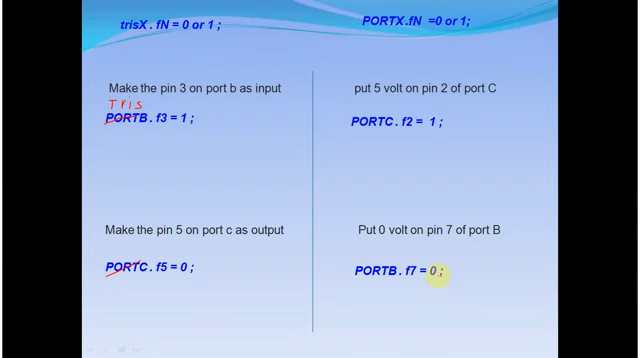 trisX . fN = 0 or 1 ;
PORTX.fN =0 or 1;
Make the pin 3 on port b as input
Tris
PORTB . f3 = 1 ;
put 5 volt on pin 2 of port C
PORTC . f2 = 1 ;
Make the pin 5 on port c as output
PORTC . f5 = 0 ;
Put 0 volt on pin 7 of port B
PORTB . f7 = 0 ;